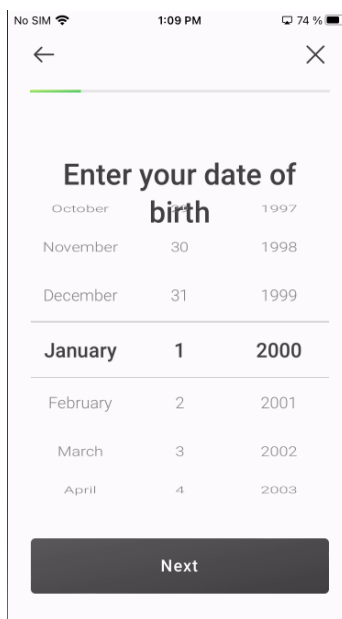 No SIM 1:09 PM 74 %
Enter your date of
birth
October 1997
November 30 1998
December 31 1999
January 1 2000
February 2 2001
March 3 2002
April 4 2003
Next